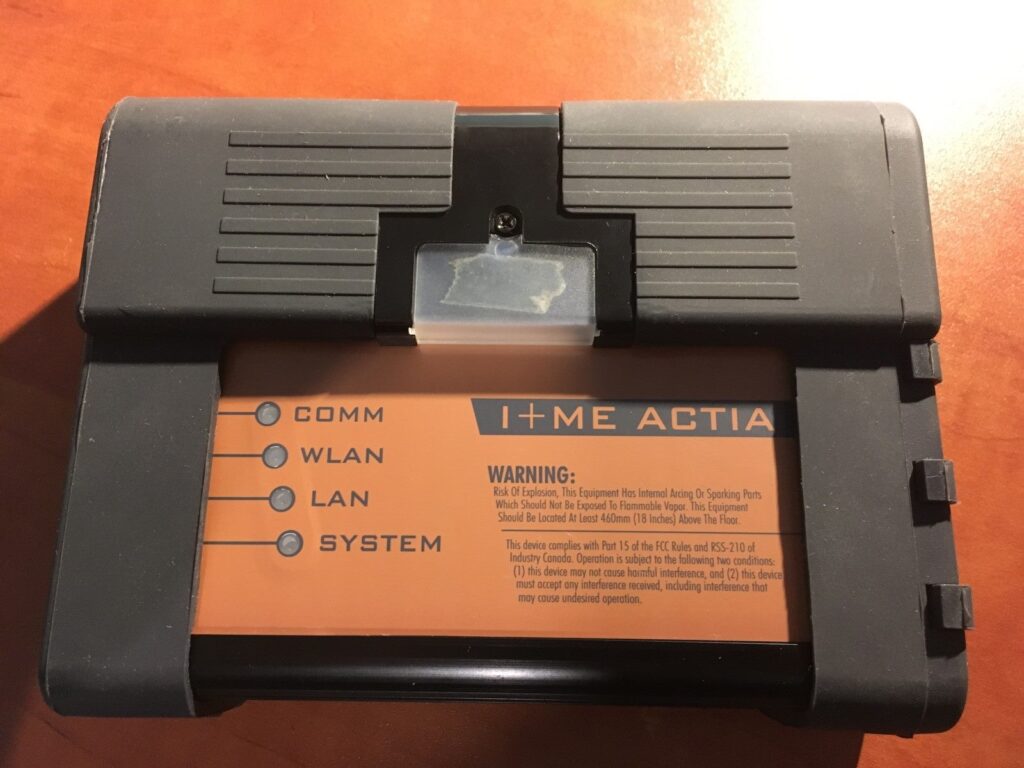 COMM
WLAN
LAN
SYSTEM
I+ME ACTIA
WARNING:
Risk Of Explosion, This Equipment Has Internal Arcing Or Sparking Parts
Which Should Not Be Exposed To Flammable Vapor. This Equipment
Should Be Located At Least 460mm (18 Inches) Above The Floor.
This device complies with Part 15 of the FCC Rules and RSS-210 of
Industry Canada. Operation is subject to the following two conditions:
(1) this device may not cause harmful interference, and (2) this device
must accept any interference received, including interference that
may cause undesired operation.